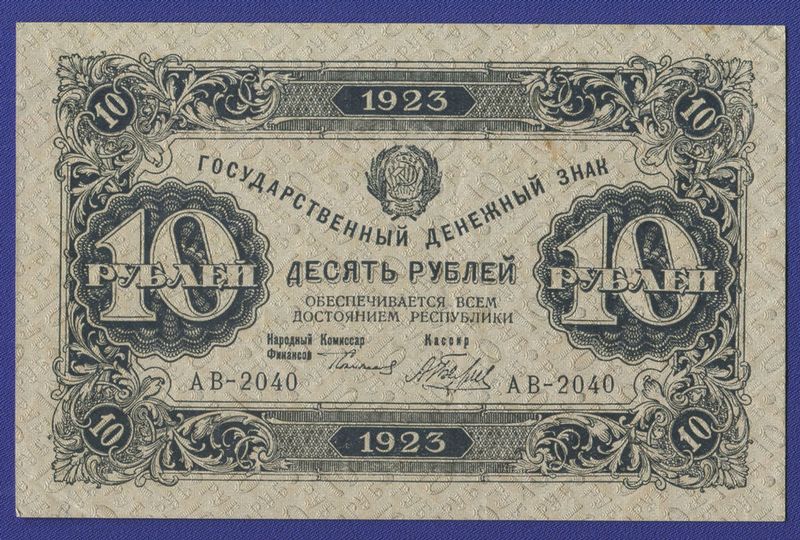 10 1923 10
ГОСУДАРСТВЕННЫЙ ДЕНЕЖНЫЙ ЗНАК
10 РУБЛЕЙ
ДЕСЯТЬ РУБЛЕЙ
10 РУБЛЕЙ
ОБЕСПЕЧИВАЕТСЯ ВСЕМ
ДОСТОЯНИЕМ РЕСПУБЛИКИ
Народный Комиссар
Финансов
Кассир
АВ-2040 АВ-2040
10 1923 10